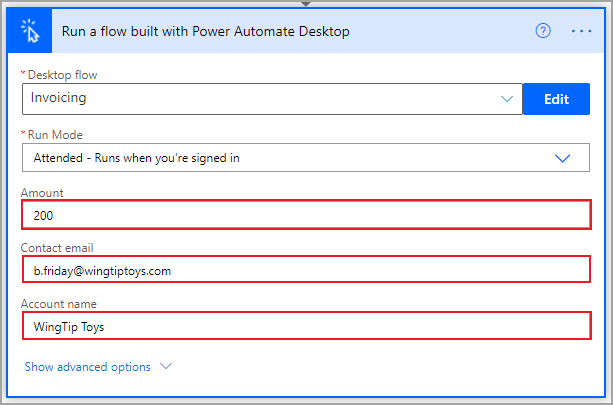 Run a flow built with Power Automate Desktop
* Desktop flow
Invoicing
Edit
* Run Mode
Attended - Runs when you're signed in
Amount
200
Contact email
b.friday@wingtiptoys.com
Account name
WingTip Toys
Show advanced options